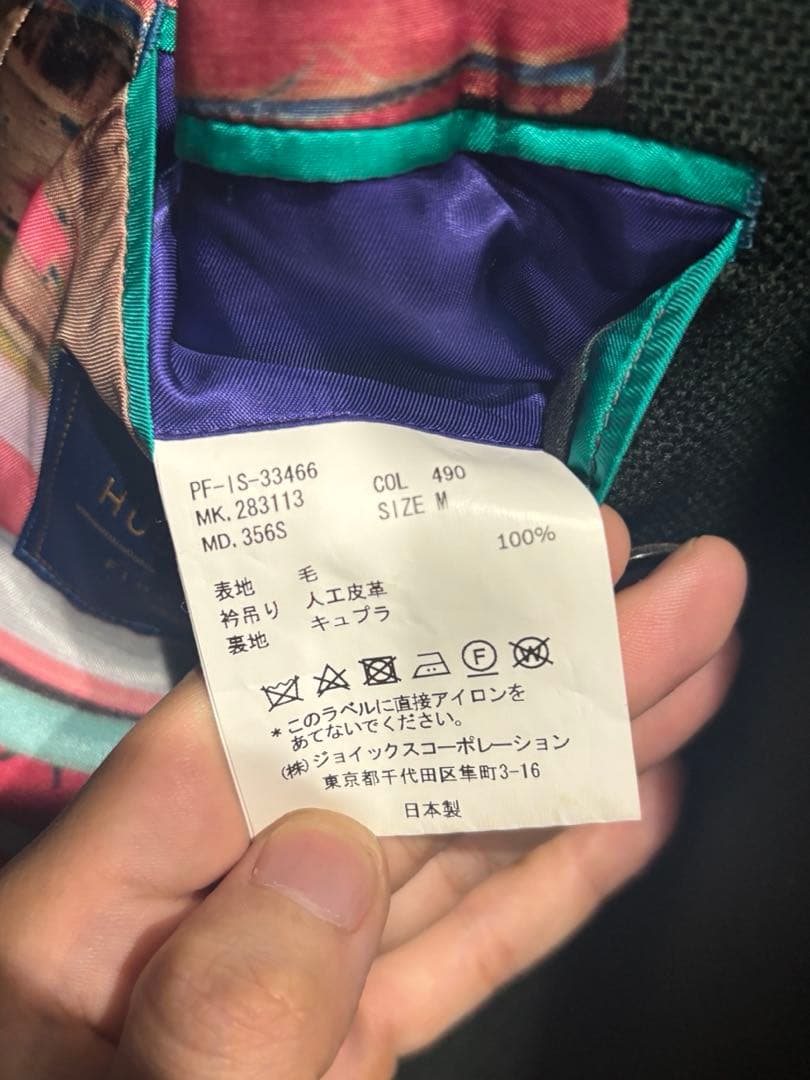 PF-IS-33466
MK. 283113
MD. 356S
COL 490
SIZE M
表地 毛 100%
衿吊り 人工皮革
裏地 キュプラ
F W
*このラベルに直接アイロンを
あてないでください。
(株)ジョイックスコーポレーション
東京都千代田区隼町3-16
日本製